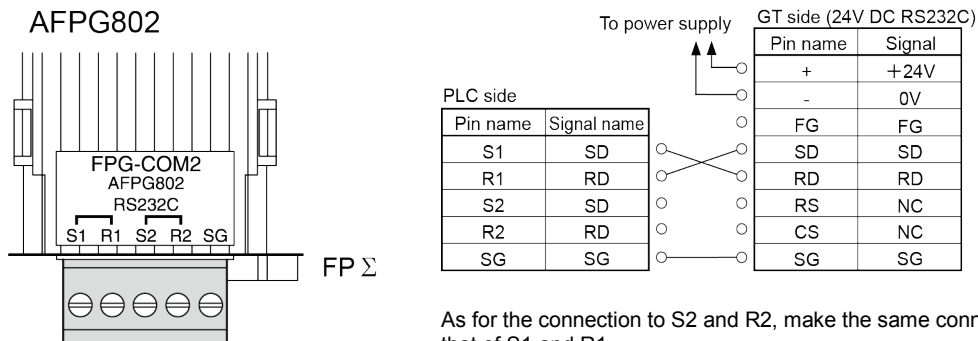 AFPG802
FPG-COM2
AFPG802
RS232C
S1 R1 S2 R2 SG
FP Σ
To power supply
GT side (24V DC RS232C)
Pin name Signal
+ +24V
- 0V
FG FG
SD SD
RD RD
RS NC
CS NC
SG SG
PLC side
Pin name Signal name
S1 SD
R1 RD
S2 SD
R2 RD
SG SG
As for the connection to S2 and R2, make the same conn
that of S1 and R1